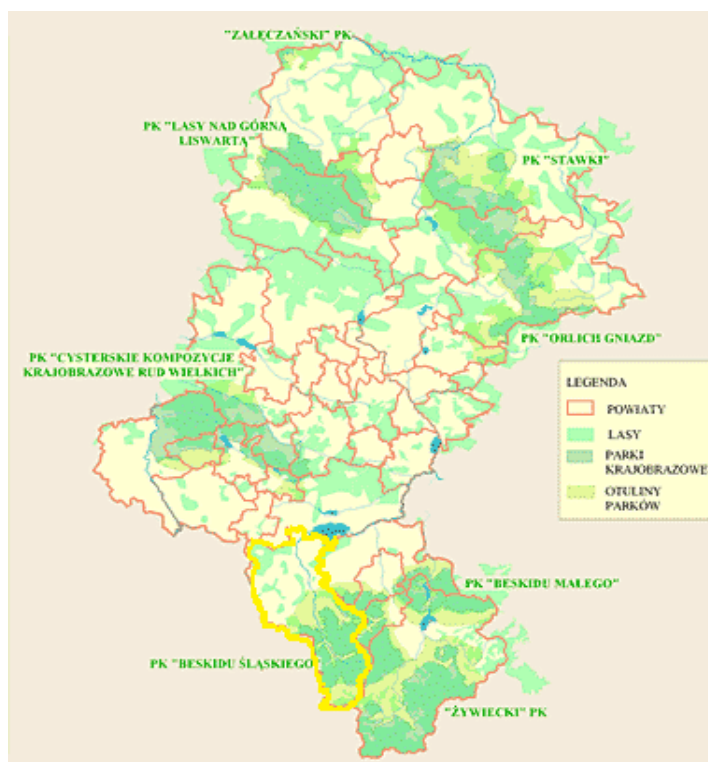 "ZAŁĘCZAŃSKI" PK
PK "LASY NAD GÓRNĄ
LISWARTĄ"
PK "STAWKI"
PK "ORLICH GNIAZD"
PK "CYSTERSKIE KOMPOZYCJE
KRAJOBRAZOWE RUD WIELKICH"
LEGENDA
POWIATY
LASY
PARKI
KRAJOBRAZOWE
OTULINY
PARKÓW
PK "BESKIDU MAŁEGO"
PK "BESKIDU ŚLĄSKIEGO"
"ŻYWIECKI" PK